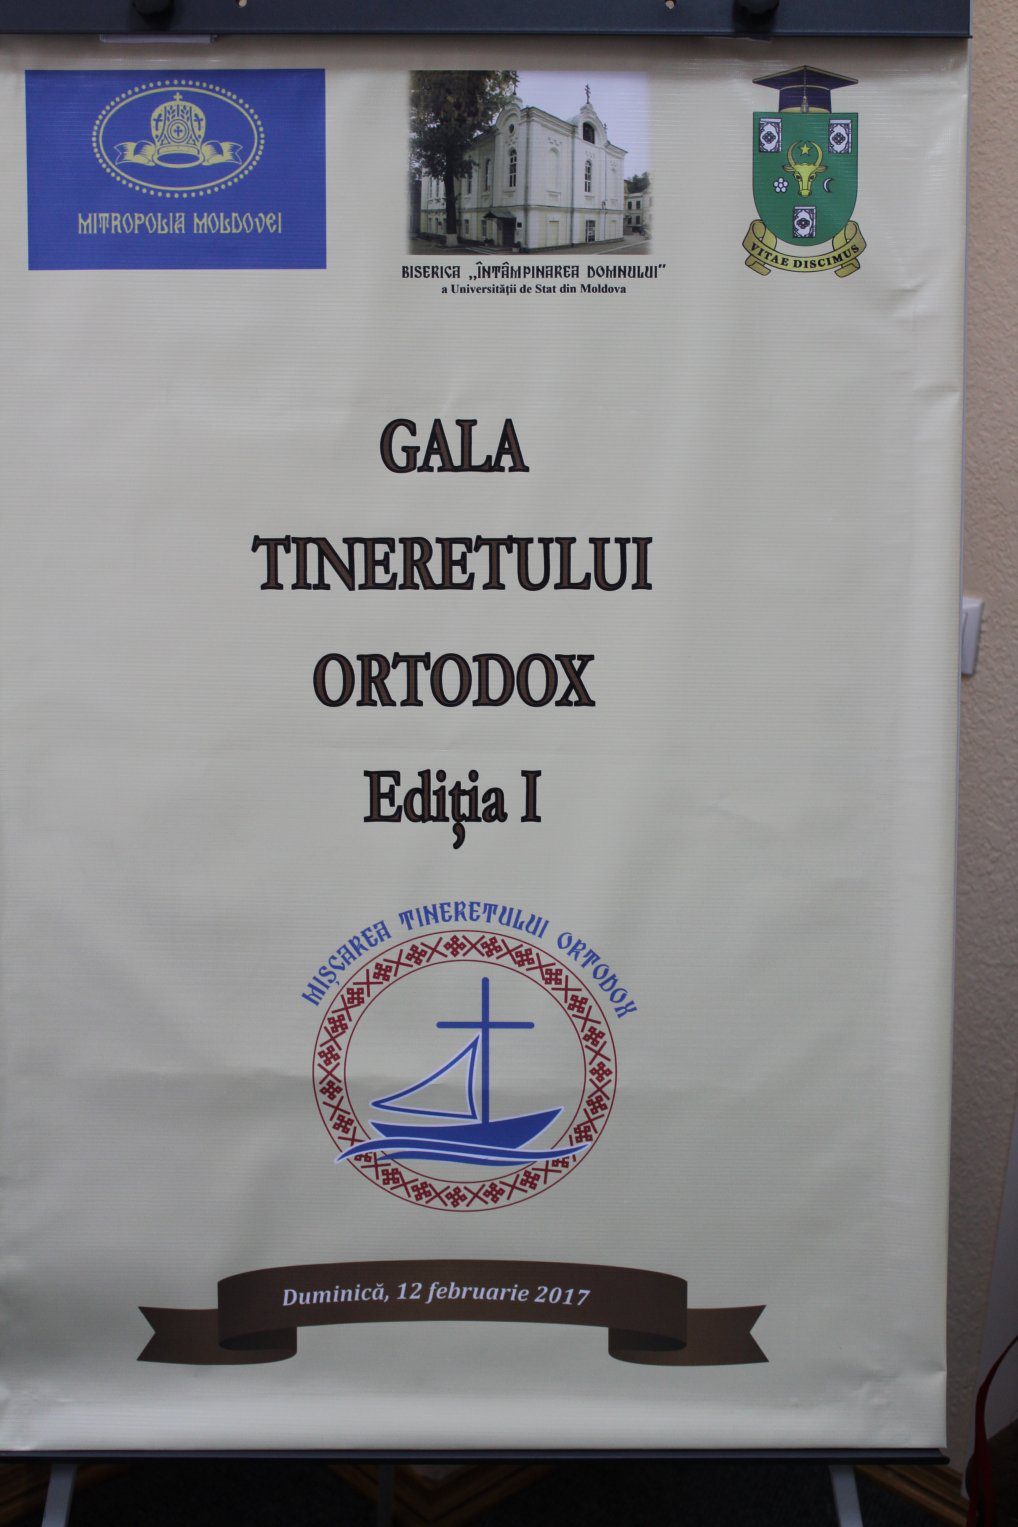 MITROPOLIA MOLDOVEI
BISERICA ,,ÎNTÂMPINAREA DOMNULUI"
a Universităţii de Stat din Moldova
VITAE DISCIMUS
GALA
TINERETULUI
ORTODOX
Ediția I
MIȘCAREA TINERETULUI ORTODOX
Duminică, 12 februarie 2017